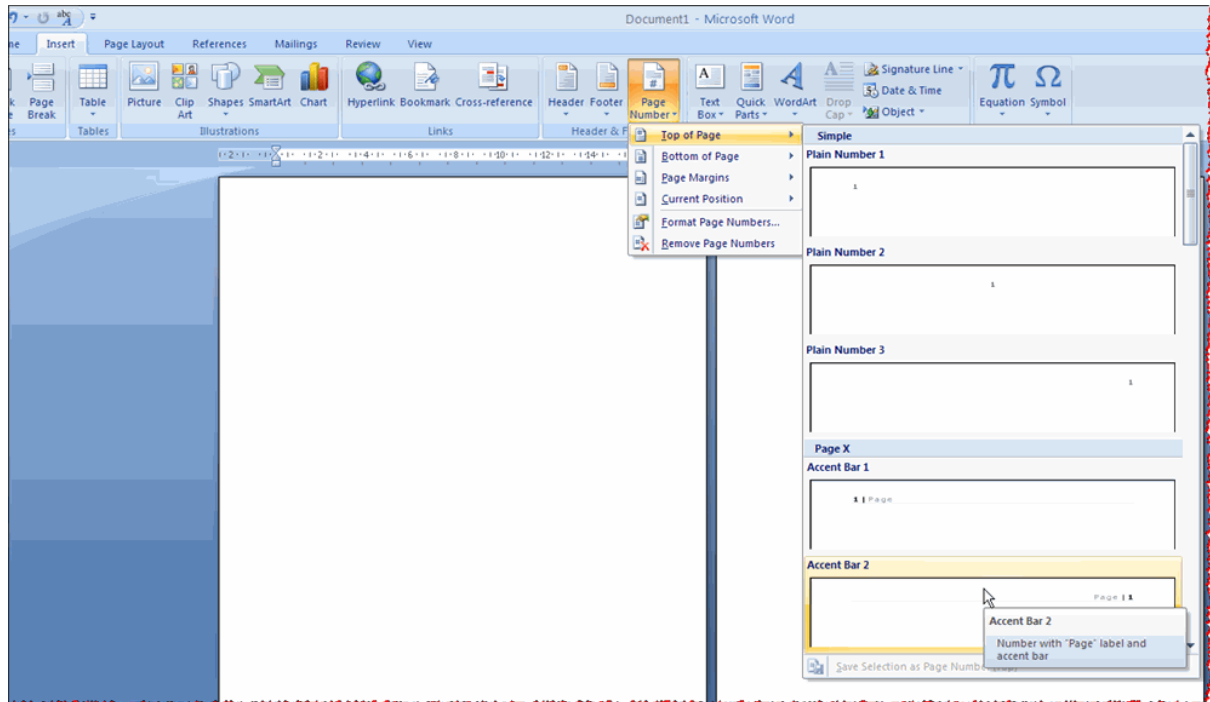 Document1 - Microsoft Word
Insert Page Layout References Mailings Review View
Page Break
Table
Picture
Clip Art
Shapes SmartArt Chart
Hyperlink Bookmark Cross-reference
Header Footer
Page Number
Text Box
Quick Parts
WordArt
Drop Cap
Signature Line
Date & Time
Object
Equation Symbol
Tables Illustrations Links Header & F
Top of Page
Bottom of Page
Page Margins
Current Position
Format Page Numbers...
Remove Page Numbers
Simple
Plain Number 1
1
Plain Number 2
1
Plain Number 3
1
Page X
Accent Bar 1
1 | Page
Accent Bar 2
Page | 1
Accent Bar 2
Number with "Page" label and
accent bar
Save Selection as Page Num